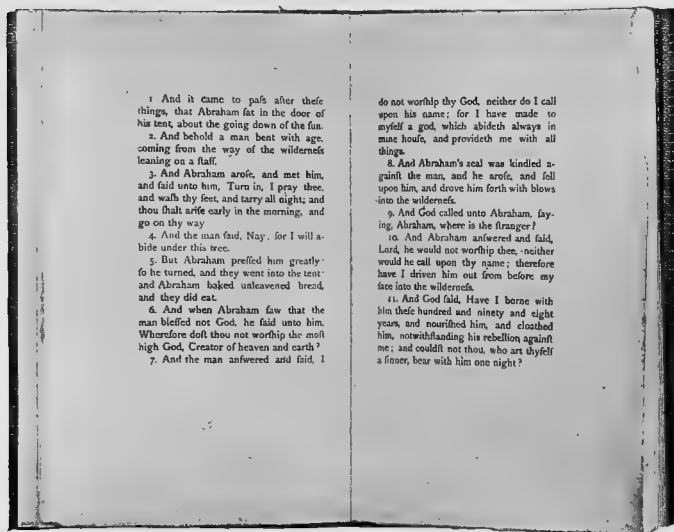 1 And it came to paſs after theſe
things, that Abraham ſat in the door of
his tent, about the going down of the ſun.
2. And behold a man bent with age,
coming from the way of the wilderneſs
leaning on a ſtaff.
3. And Abraham aroſe, and met him,
and ſaid unto him, Turn in, I pray thee,
and waſh thy feet, and tarry all night; and
thou ſhalt ariſe early in the morning, and
go on thy way
4. And the man ſaid, Nay, for I will a-
bide under this tree.
5. But Abraham preſſed him greatly
ſo he turned, and they went into the tent
and Abraham baked unleavened bread,
and they did eat.
6. And when Abraham ſaw that the
man bleſſed not God, he ſaid unto him,
Wherefore doſt thou not worſhip the moſt
high God, Creator of heaven and earth?
7. And the man anſwered and ſaid, I
do not worſhip thy God, neither do I call
upon his name; for I have made to
myſelf a god, which abideth always in
mine houſe, and provideth me with all
things.
8. And Abraham's zeal was kindled a-
gainſt the man, and he aroſe, and fell
upon him, and drove him forth with blows
into the wilderneſs.
9. And God called unto Abraham, ſay-
ing, Abraham, where is the ſtranger?
10. And Abraham anſwered and ſaid,
Lord, he would not worſhip thee, neither
would he call upon thy name; therefore
have I driven him out from before my
face into the wilderneſs.
11. And God ſaid, Have I borne with
him theſe hundred and ninety and eight
years, and nouriſhed him, and cloathed
him, notwithſtanding his rebellion againſt
me; and couldſt not thou, who art thyſelf
a ſinner, bear with him one night?